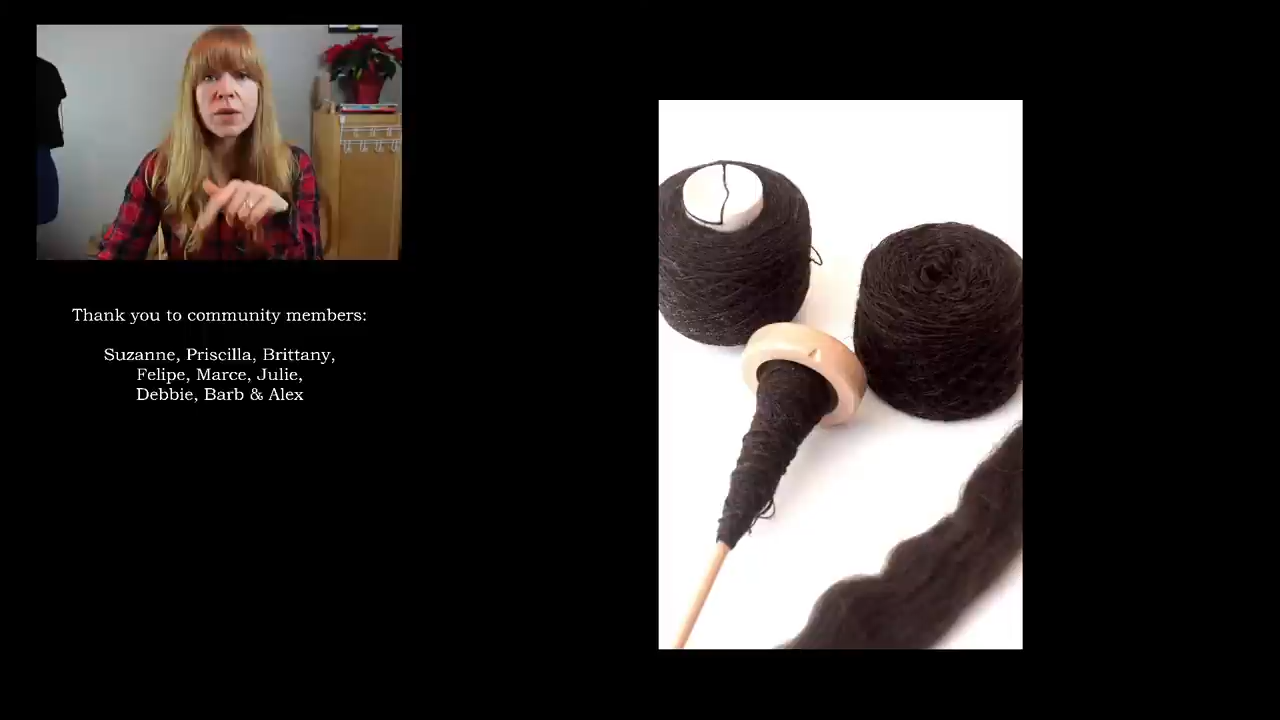 Thank you to community members:
Suzanne, Priscilla, Brittany,
Felipe, Marce, Julie,
Debbie, Barb & Alex